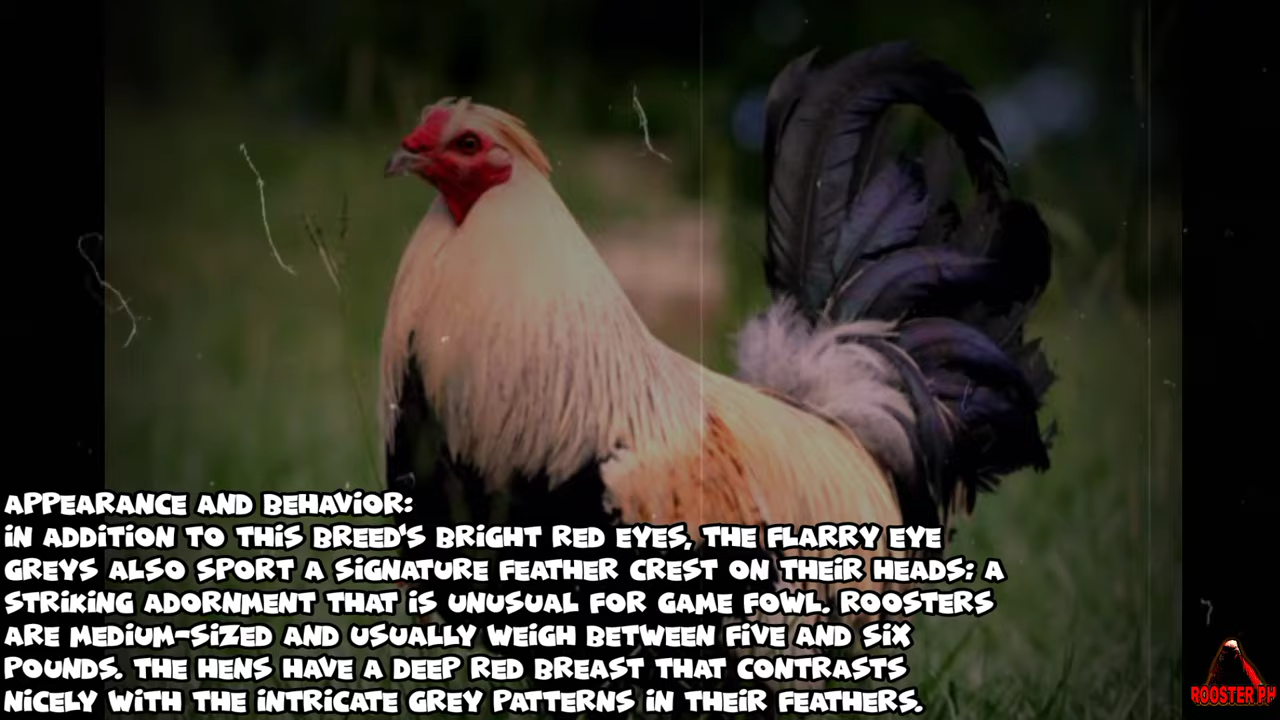 APPEARANCE AND BEHAVIOR:
IN ADDITION TO THIS BREED'S BRIGHT RED EYES, THE FLARRY EYE
GREYS ALSO SPORT A SIGNATURE FEATHER CREST ON THEIR HEADS; A
STRIKING ADORNMENT THAT IS UNUSUAL FOR GAME FOWL. ROOSTERS
ARE MEDIUM-SIZED AND USUALLY WEIGH BETWEEN FIVE AND SIX
POUNDS. THE HENS HAVE A DEEP RED BREAST THAT CONTRASTS
NICELY WITH THE INTRICATE GREY PATTERNS IN THEIR FEATHERS.
ROOSTER PH